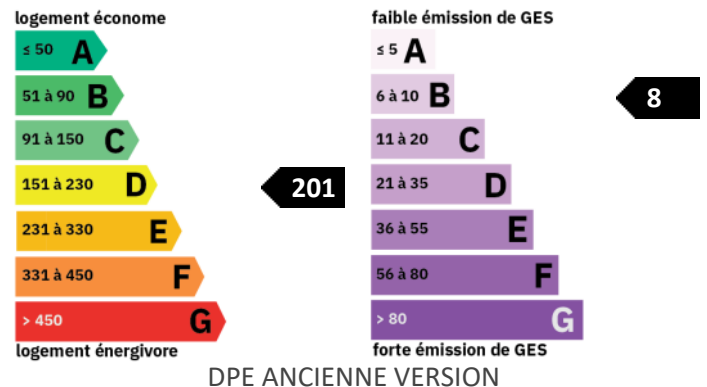 logement économe
≤ 50 A
51 à 90 B
91 à 150 C
151 à 230 D
201
231 à 330 E
331 à 450 F
> 450 G
logement énergivore
faible émission de GES
≤ 5 A
6 à 10 B
8
11 à 20 C
21 à 35 D
36 à 55 E
56 à 80 F
> 80 G
forte émission de GES
DPE ANCIENNE VERSION